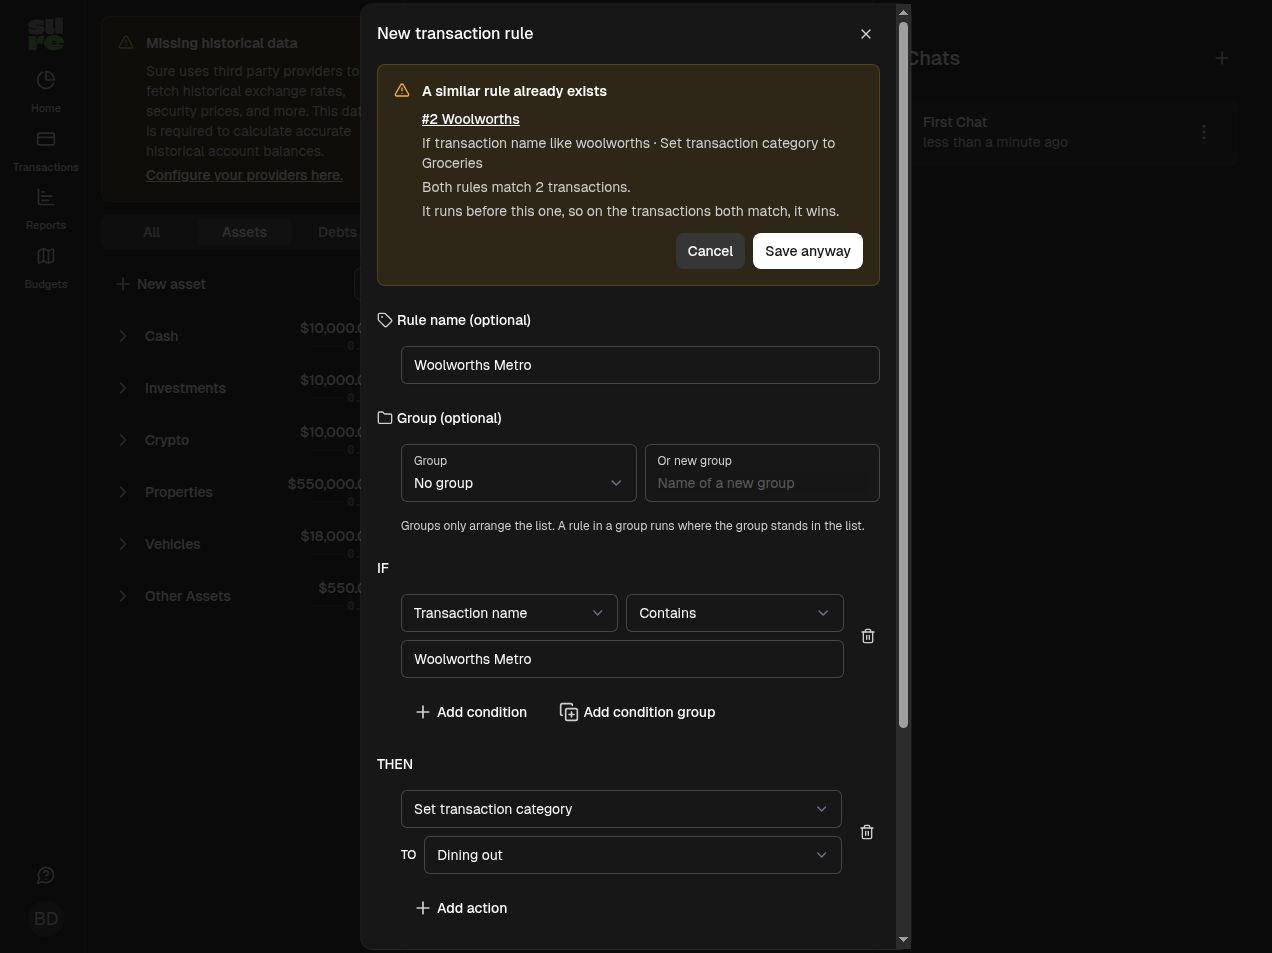 sure
Home
Transactions
Reports
Budgets
BD
Missing historical data
Sure uses third party providers to
fetch historical exchange rates,
security prices, and more. This dat
is required to calculate accurate
historical account balances.
Configure your providers here.
All
Assets
Debts
New asset
Cash
$10,000.0
Investments
$10,000.0
Crypto
$10,000.0
Properties
$550,000.0
Vehicles
$18,000.0
Other Assets
$550.0
New transaction rule
A similar rule already exists
#2 Woolworths
If transaction name like woolworths · Set transaction category to
Groceries
Both rules match 2 transactions.
It runs before this one, so on the transactions both match, it wins.
Cancel
Save anyway
Rule name (optional)
Woolworths Metro
Group (optional)
Group
No group
Or new group
Name of a new group
Groups only arrange the list. A rule in a group runs where the group stands in the list.
IF
Transaction name
Contains
Woolworths Metro
Add condition
Add condition group
THEN
Set transaction category
TO
Dining out
Add action
Chats
First Chat
less than a minute ago